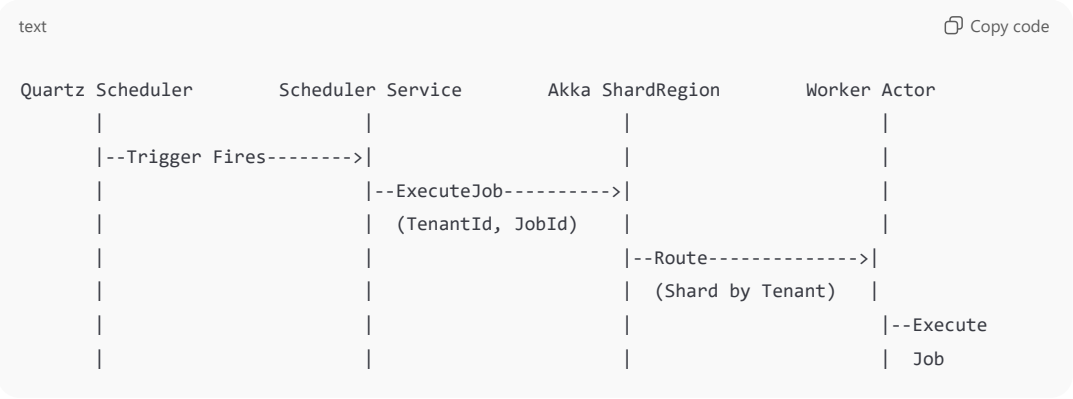 text Copy code
Quartz Scheduler        Scheduler Service        Akka ShardRegion        Worker Actor
       |                        |                       |                       |
       |--Trigger Fires-------->|                       |                       |
       |                        |--ExecuteJob---------->|                       |
       |                        |  (TenantId, JobId)    |                       |
       |                        |                       |--Route-------------->|
       |                        |                       |  (Shard by Tenant)   |
       |                        |                       |                       |--Execute
       |                        |                       |                       |  Job